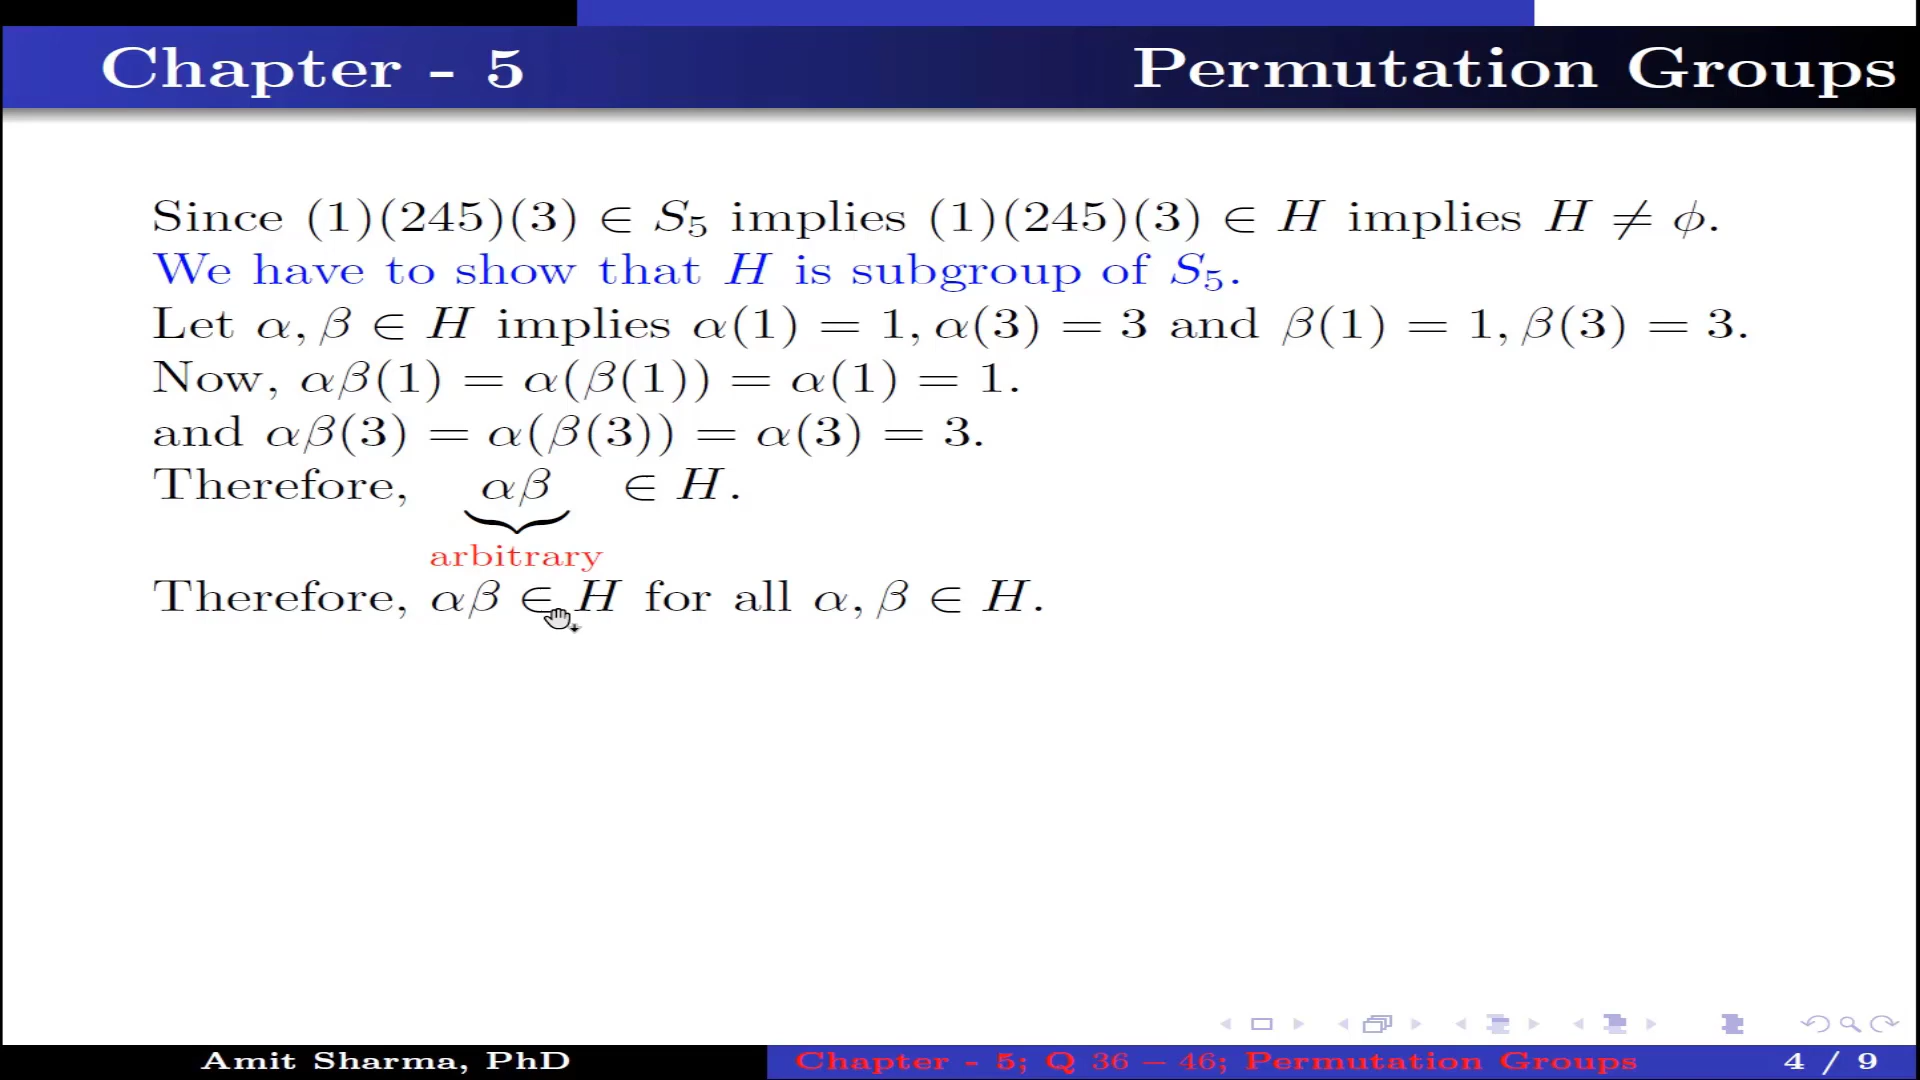 Chapter - 5 Permutation Groups
Since (1)(245)(3) ∈ S₅ implies (1)(245)(3) ∈ H implies H ≠ ϕ.
We have to show that H is subgroup of S₅.
Let α, β ∈ H implies α(1) = 1, α(3) = 3 and β(1) = 1, β(3) = 3.
Now, αβ(1) = α(β(1)) = α(1) = 1.
and αβ(3) = α(β(3)) = α(3) = 3.
Therefore, αβ ∈ H.
arbitrary
Therefore, αβ ∈ H for all α, β ∈ H.
Amit Sharma, PhD Chapter - 5; Q 36 – 46; Permutation Groups 4 / 9